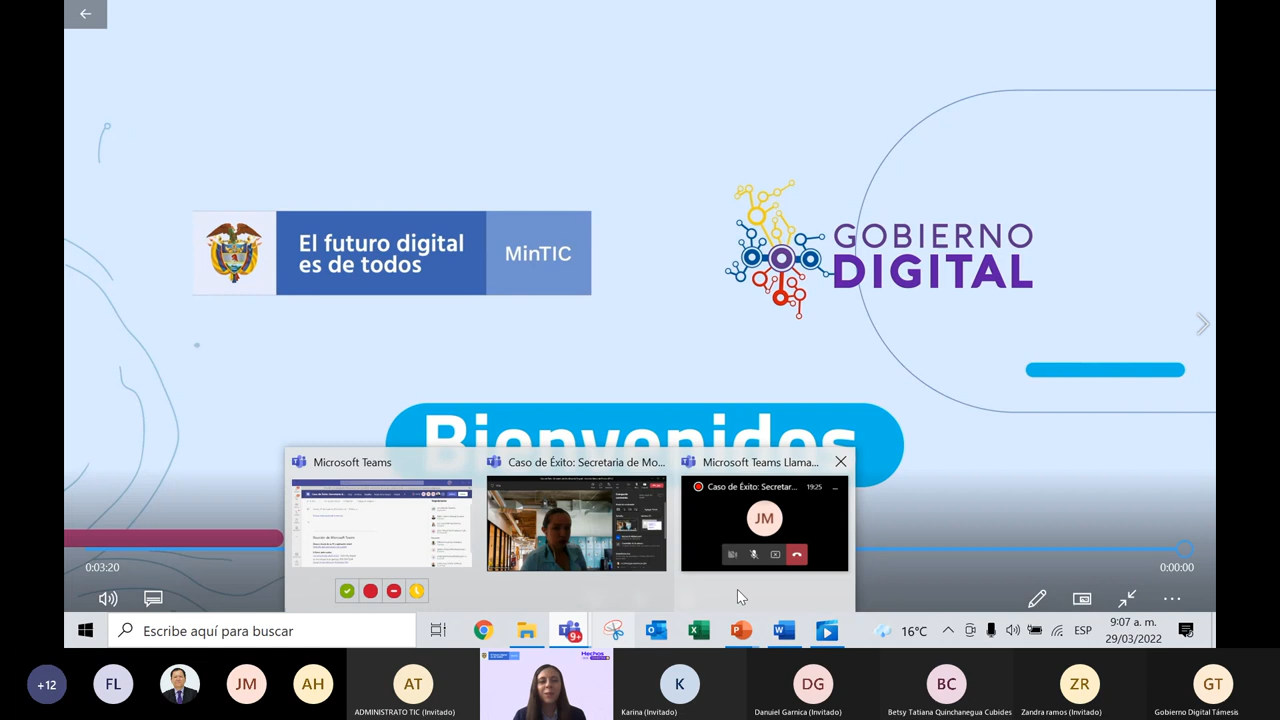 El futuro digital
es de todos
MinTIC
GOBIERNO
DIGITAL
Bienvenidos
Microsoft Teams
Caso de Éxito: Secretaria de Mo...
Microsoft Teams Llama...
Caso de Éxito: Secretar...
19:25
JM
0:03:20
0:00:00
Escribe aquí para buscar
9+
16°C
ESP
9:07 a. m.
29/03/2022
+12
FL
JM
AH
AT
ADMINISTRATO TIC (Invitado)
Hechos
K
Karina (Invitado)
DG
Danuiel Garnica (Invitado)
BC
Betsy Tatiana Quinchanegua Cubides
ZR
Zandra ramos (Invitado)
GT
Gobierno Digital Támesis